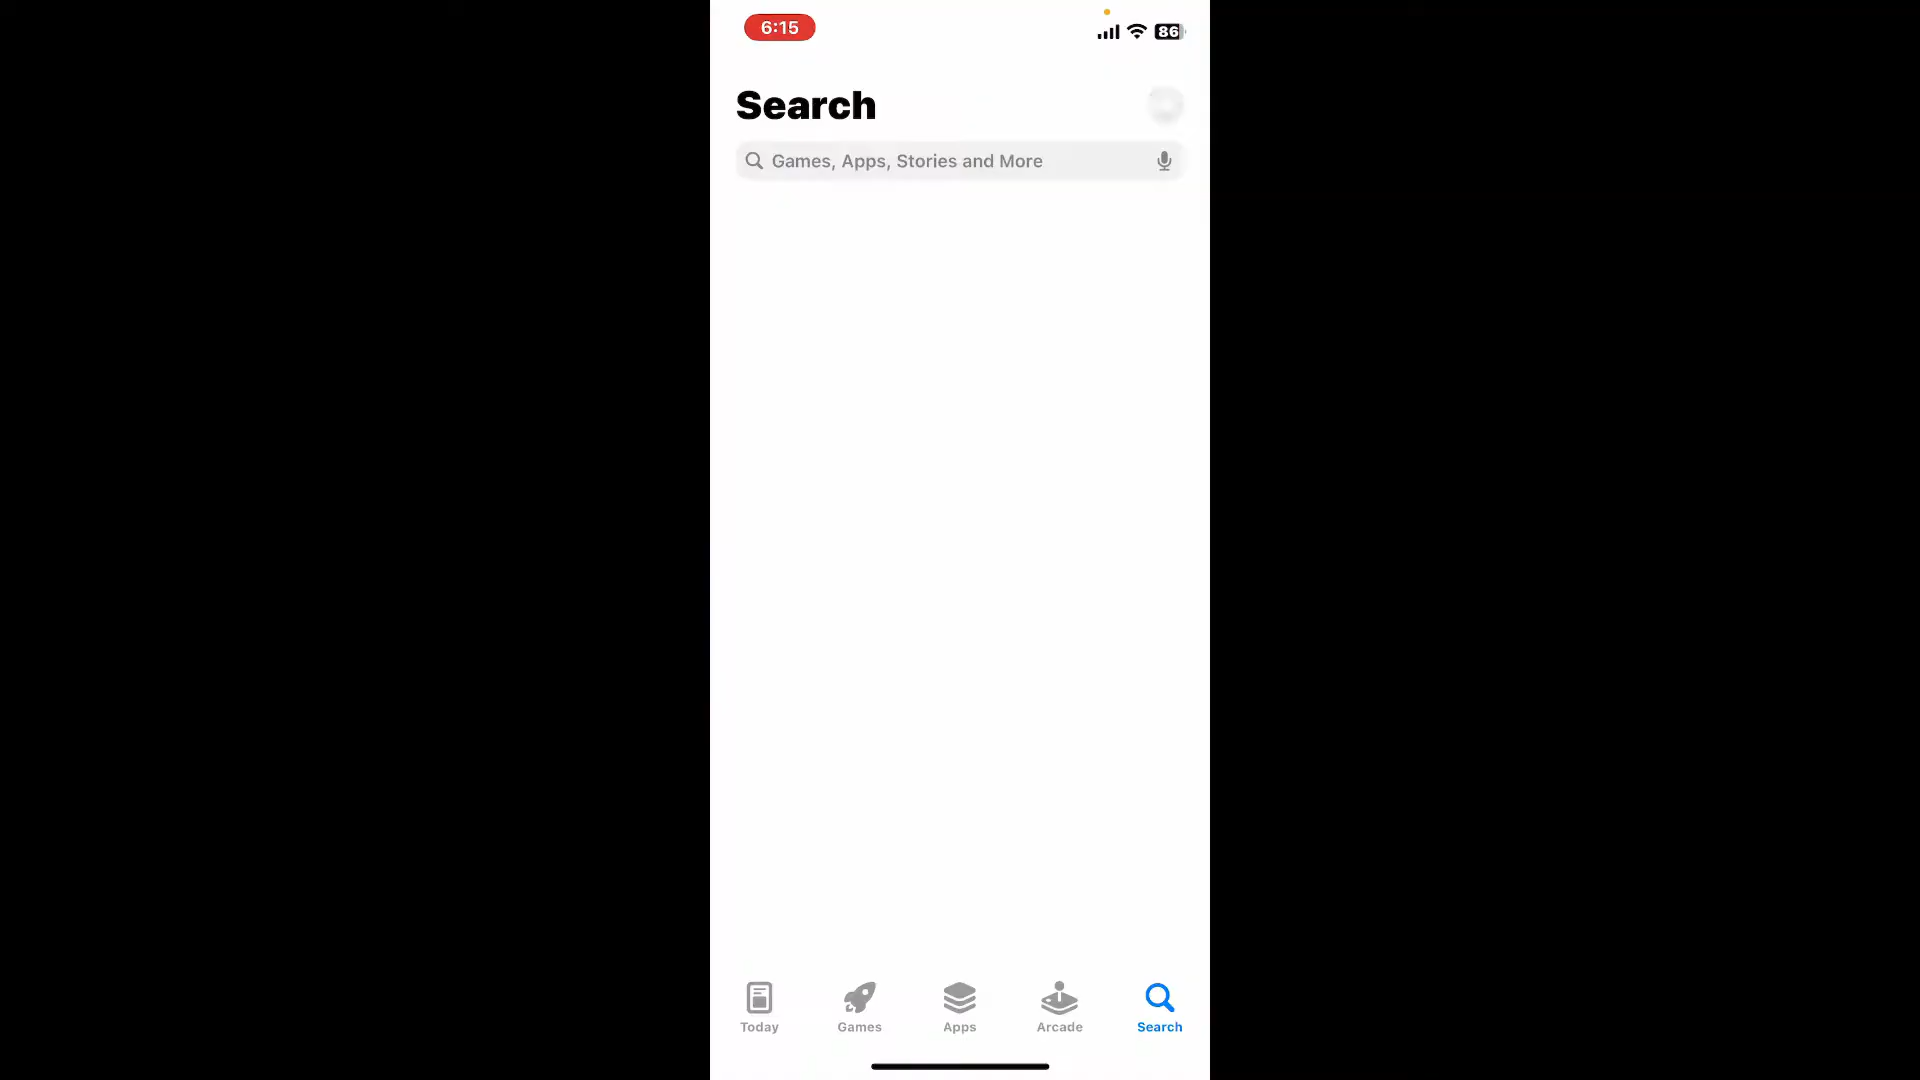 6:15
86
Search
Games, Apps, Stories and More
Today
Games
Apps
Arcade
Search